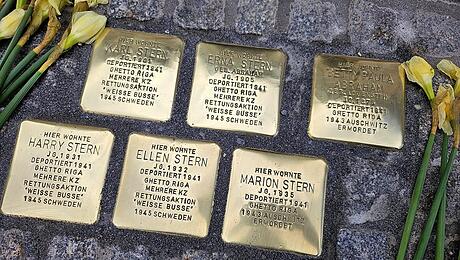 HIER WOHNTE
KARL STERN
JG. 1901
DEPORTIERT 1941
GHETTO RIGA
MEHRERE KZ
RETTUNGSAKTION
"WEISSE BUSSE"
1945 SCHWEDEN
ERNA STERN
JG. 1905
DEPORTIERT 1941
GHETTO RIGA
MEHRERE KZ
RETTUNGSAKTION
"WEISSE BUSSE"
1945 SCHWEDEN
BETTY PAULA
DEPORTIERT 1941
GHETTO RIGA
1943 AUSCHWITZ
ERMORDET
HIER WOHNTE
HARRY STERN
JG. 1931
DEPORTIERT 1941
GHETTO RIGA
MEHRERE KZ
RETTUNGSAKTION
"WEISSE BUSSE"
1945 SCHWEDEN
HIER WOHNTE
ELLEN STERN
JG. 1932
DEPORTIERT 1941
GHETTO RIGA
MEHRERE KZ
RETTUNGSAKTION
"WEISSE BUSSE"
1945 SCHWEDEN
HIER WOHNTE
MARION STERN
JG. 1935
DEPORTIERT 1941
GHETTO RIGA
1943 AUSCHWITZ
ERMORDET